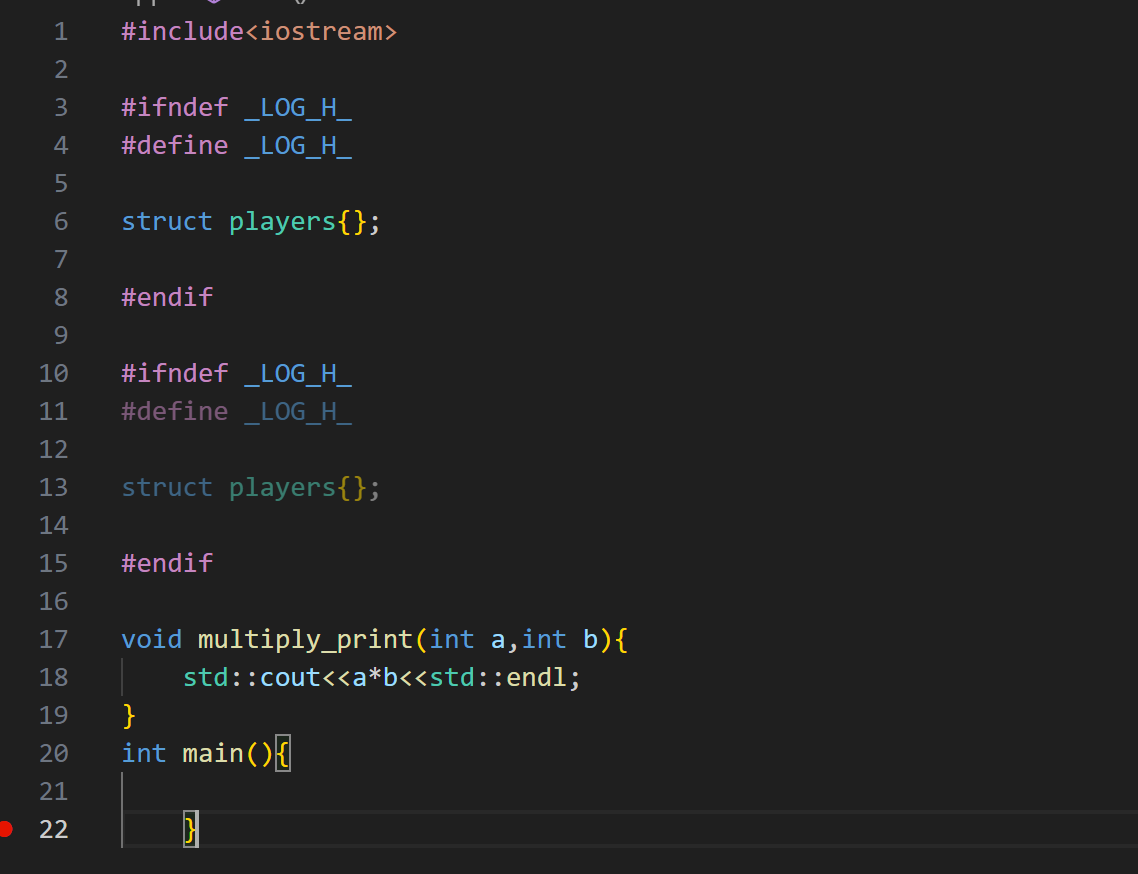 1 #include<iostream>
2
3 #ifndef _LOG_H_
4 #define _LOG_H_
5
6 struct players{};
7
8 #endif
9
10 #ifndef _LOG_H_
11 #define _LOG_H_
12
13 struct players{};
14
15 #endif
16
17 void multiply_print(int a,int b){
18     std::cout<<a*b<<std::endl;
19 }
20 int main(){
21
22     }